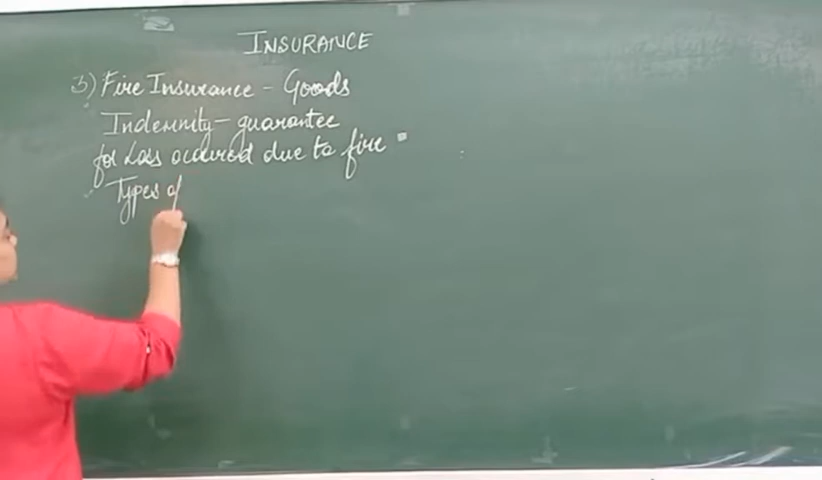 INSURANCE
3) Fire Insurance - Goods
Indemnity - guarantee
for Loss occured due to fire
Types of